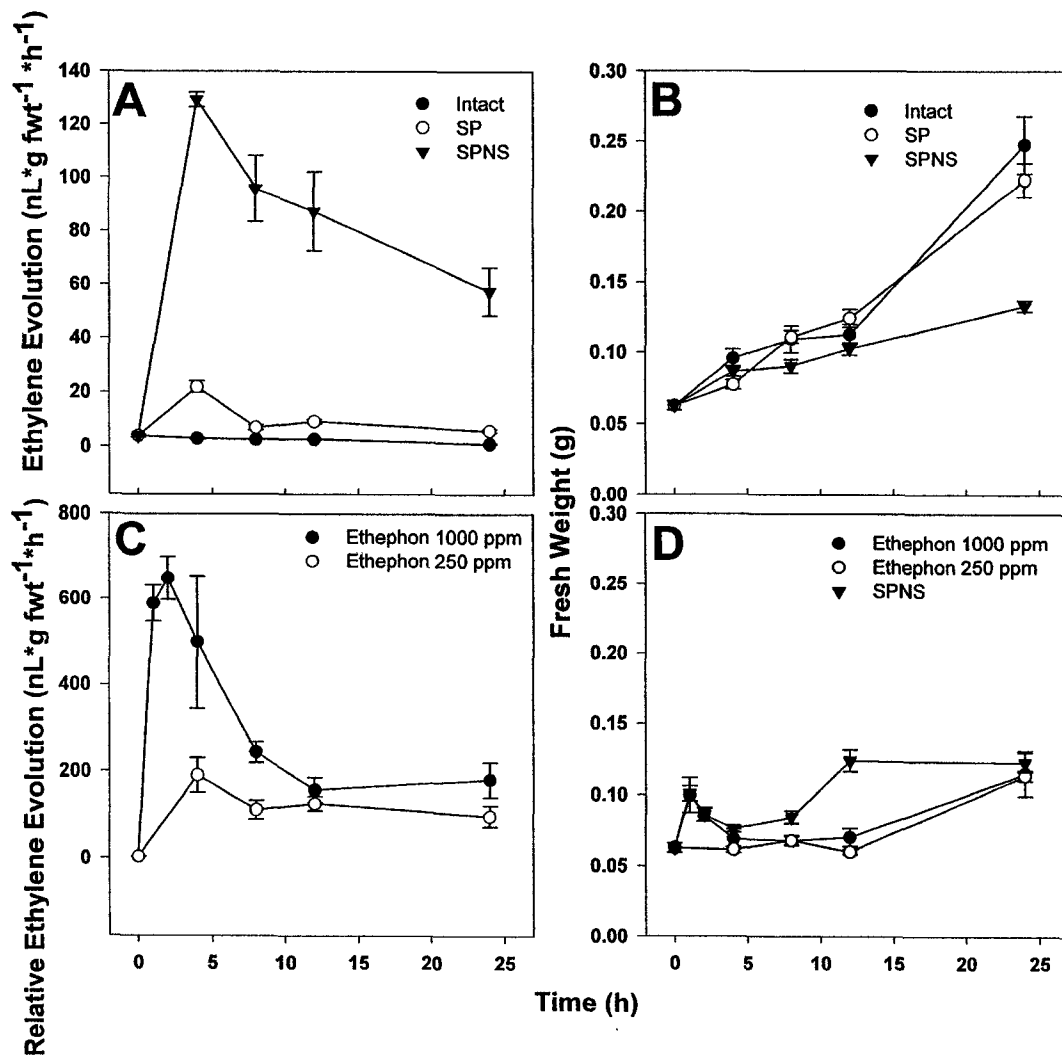 Ethylene Evolution (nL*g fwt-1 *h-1)
140
120
100
80
60
40
20
0
A
Intact
SP
SPNS
Fresh Weight (g)
0.30
0.25
0.20
0.15
0.10
0.05
0.00
B
Intact
SP
SPNS
Relative Ethylene Evolution (nL*g fwt-1*h-1)
800
600
400
200
0
C
Ethephon 1000 ppm
Ethephon 250 ppm
0 5 10 15 20 25
0.30
0.25
0.20
0.15
0.10
0.05
0.00
D
Ethephon 1000 ppm
Ethephon 250 ppm
SPNS
0 5 10 15 20 25
Time (h)